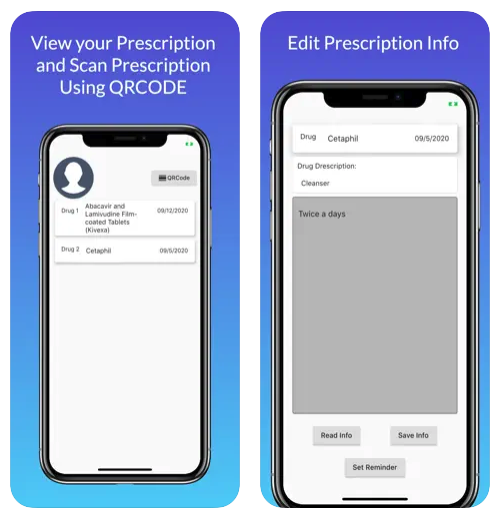 View your Prescription
and Scan Prescription
Using QRCODE
QRCode
Drug 1 Abacavir and 09/12/2020
Lamivudine Film-
coated Tablets
(Kivexa)
Drug 2 Cetaphil 09/5/2020
Edit Prescription Info
Drug Cetaphil 09/5/2020
Drug Drescription:
Cleanser
Twice a days
Read Info Save Info
Set Reminder